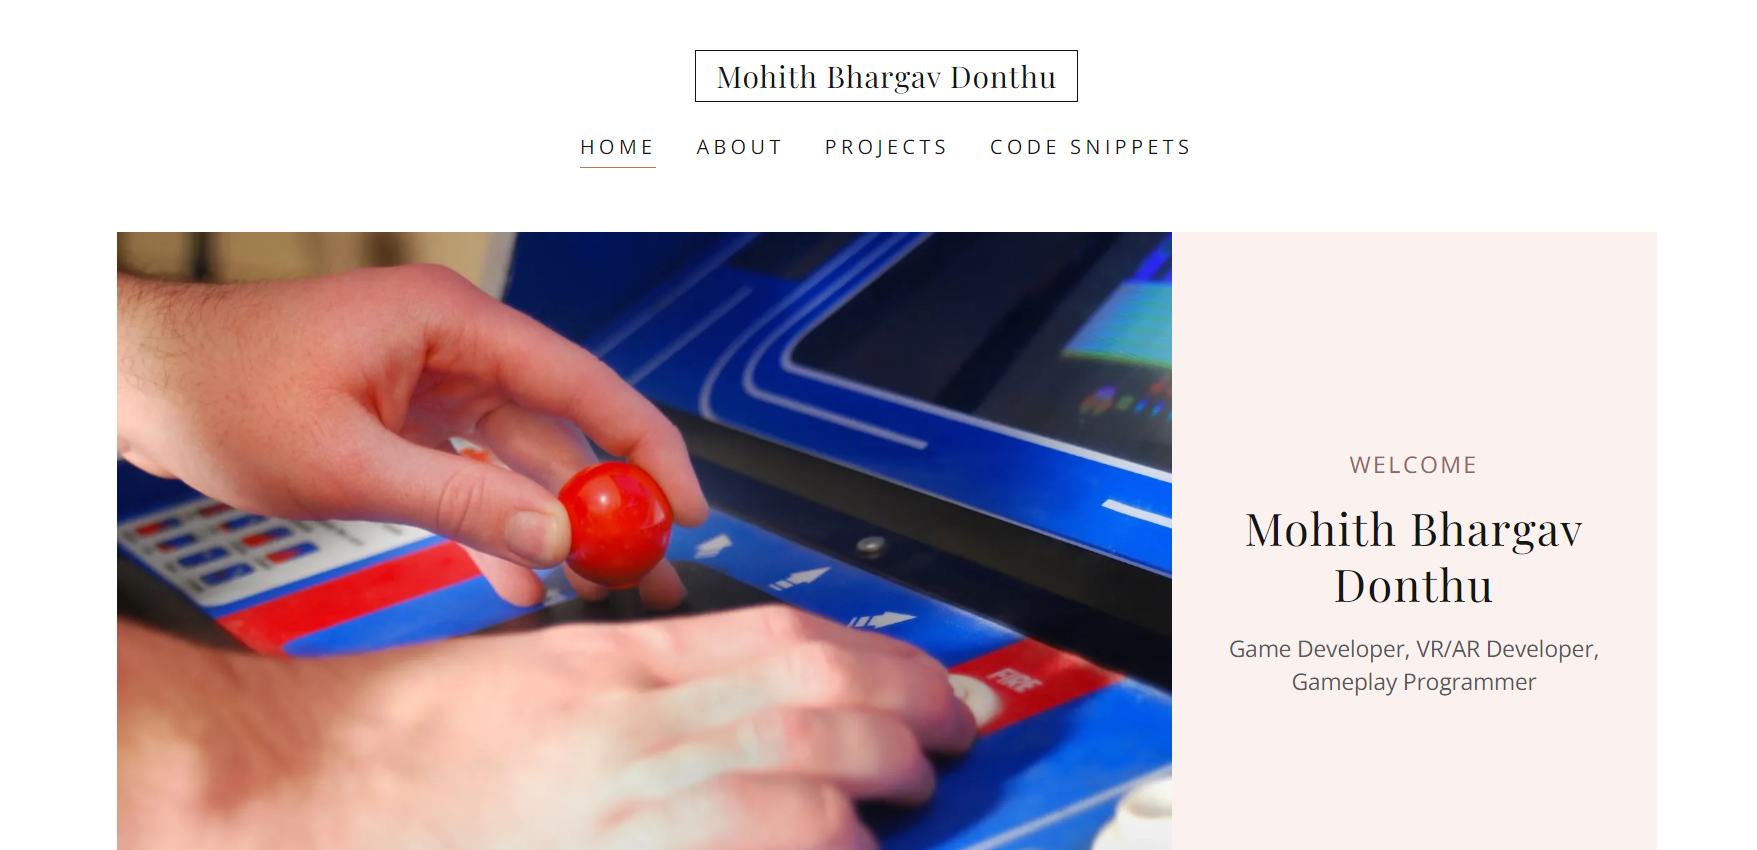 Mohith Bhargav Donthu
HOME ABOUT PROJECTS CODE SNIPPETS
FIRE
WELCOME
Mohith Bhargav
Donthu
Game Developer, VR/AR Developer,
Gameplay Programmer